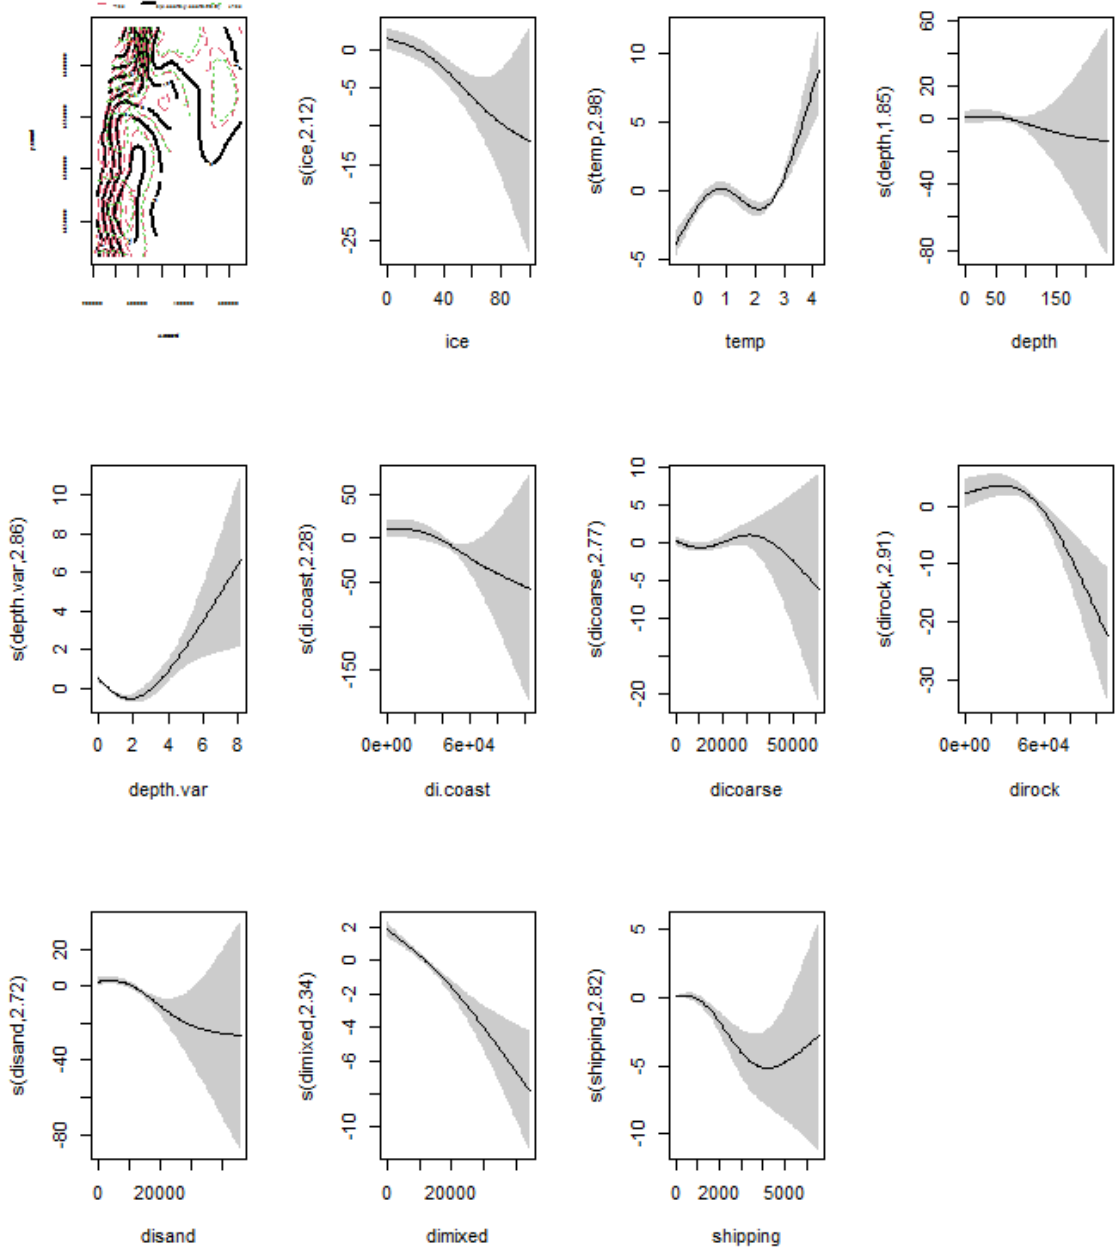 0
-5
-15
-25
s(ice,2.12)
0 40 80
ice
10
5
0
-5
s(temp,2.98)
0 1 2 3 4
temp
60
20
0
-40
-80
s(depth,1.85)
0 50 150
depth
10
8
6
4
2
0
s(depth.var,2.86)
0 2 4 6 8
depth.var
50
0
-50
-150
s(di.coast,2.28)
0e+00 6e+04
di.coast
10
5
0
-5
-10
-20
s(dicoarse,2.77)
0 20000 50000
dicoarse
0
-10
-20
-30
s(dirock,2.91)
0e+00 6e+04
dirock
20
0
-40
-80
s(disand,2.72)
0 20000
disand
2
0
-2
-4
-6
-10
s(dimixed,2.34)
0 20000
dimixed
5
0
-5
-10
s(shipping,2.82)
0 2000 5000
shipping